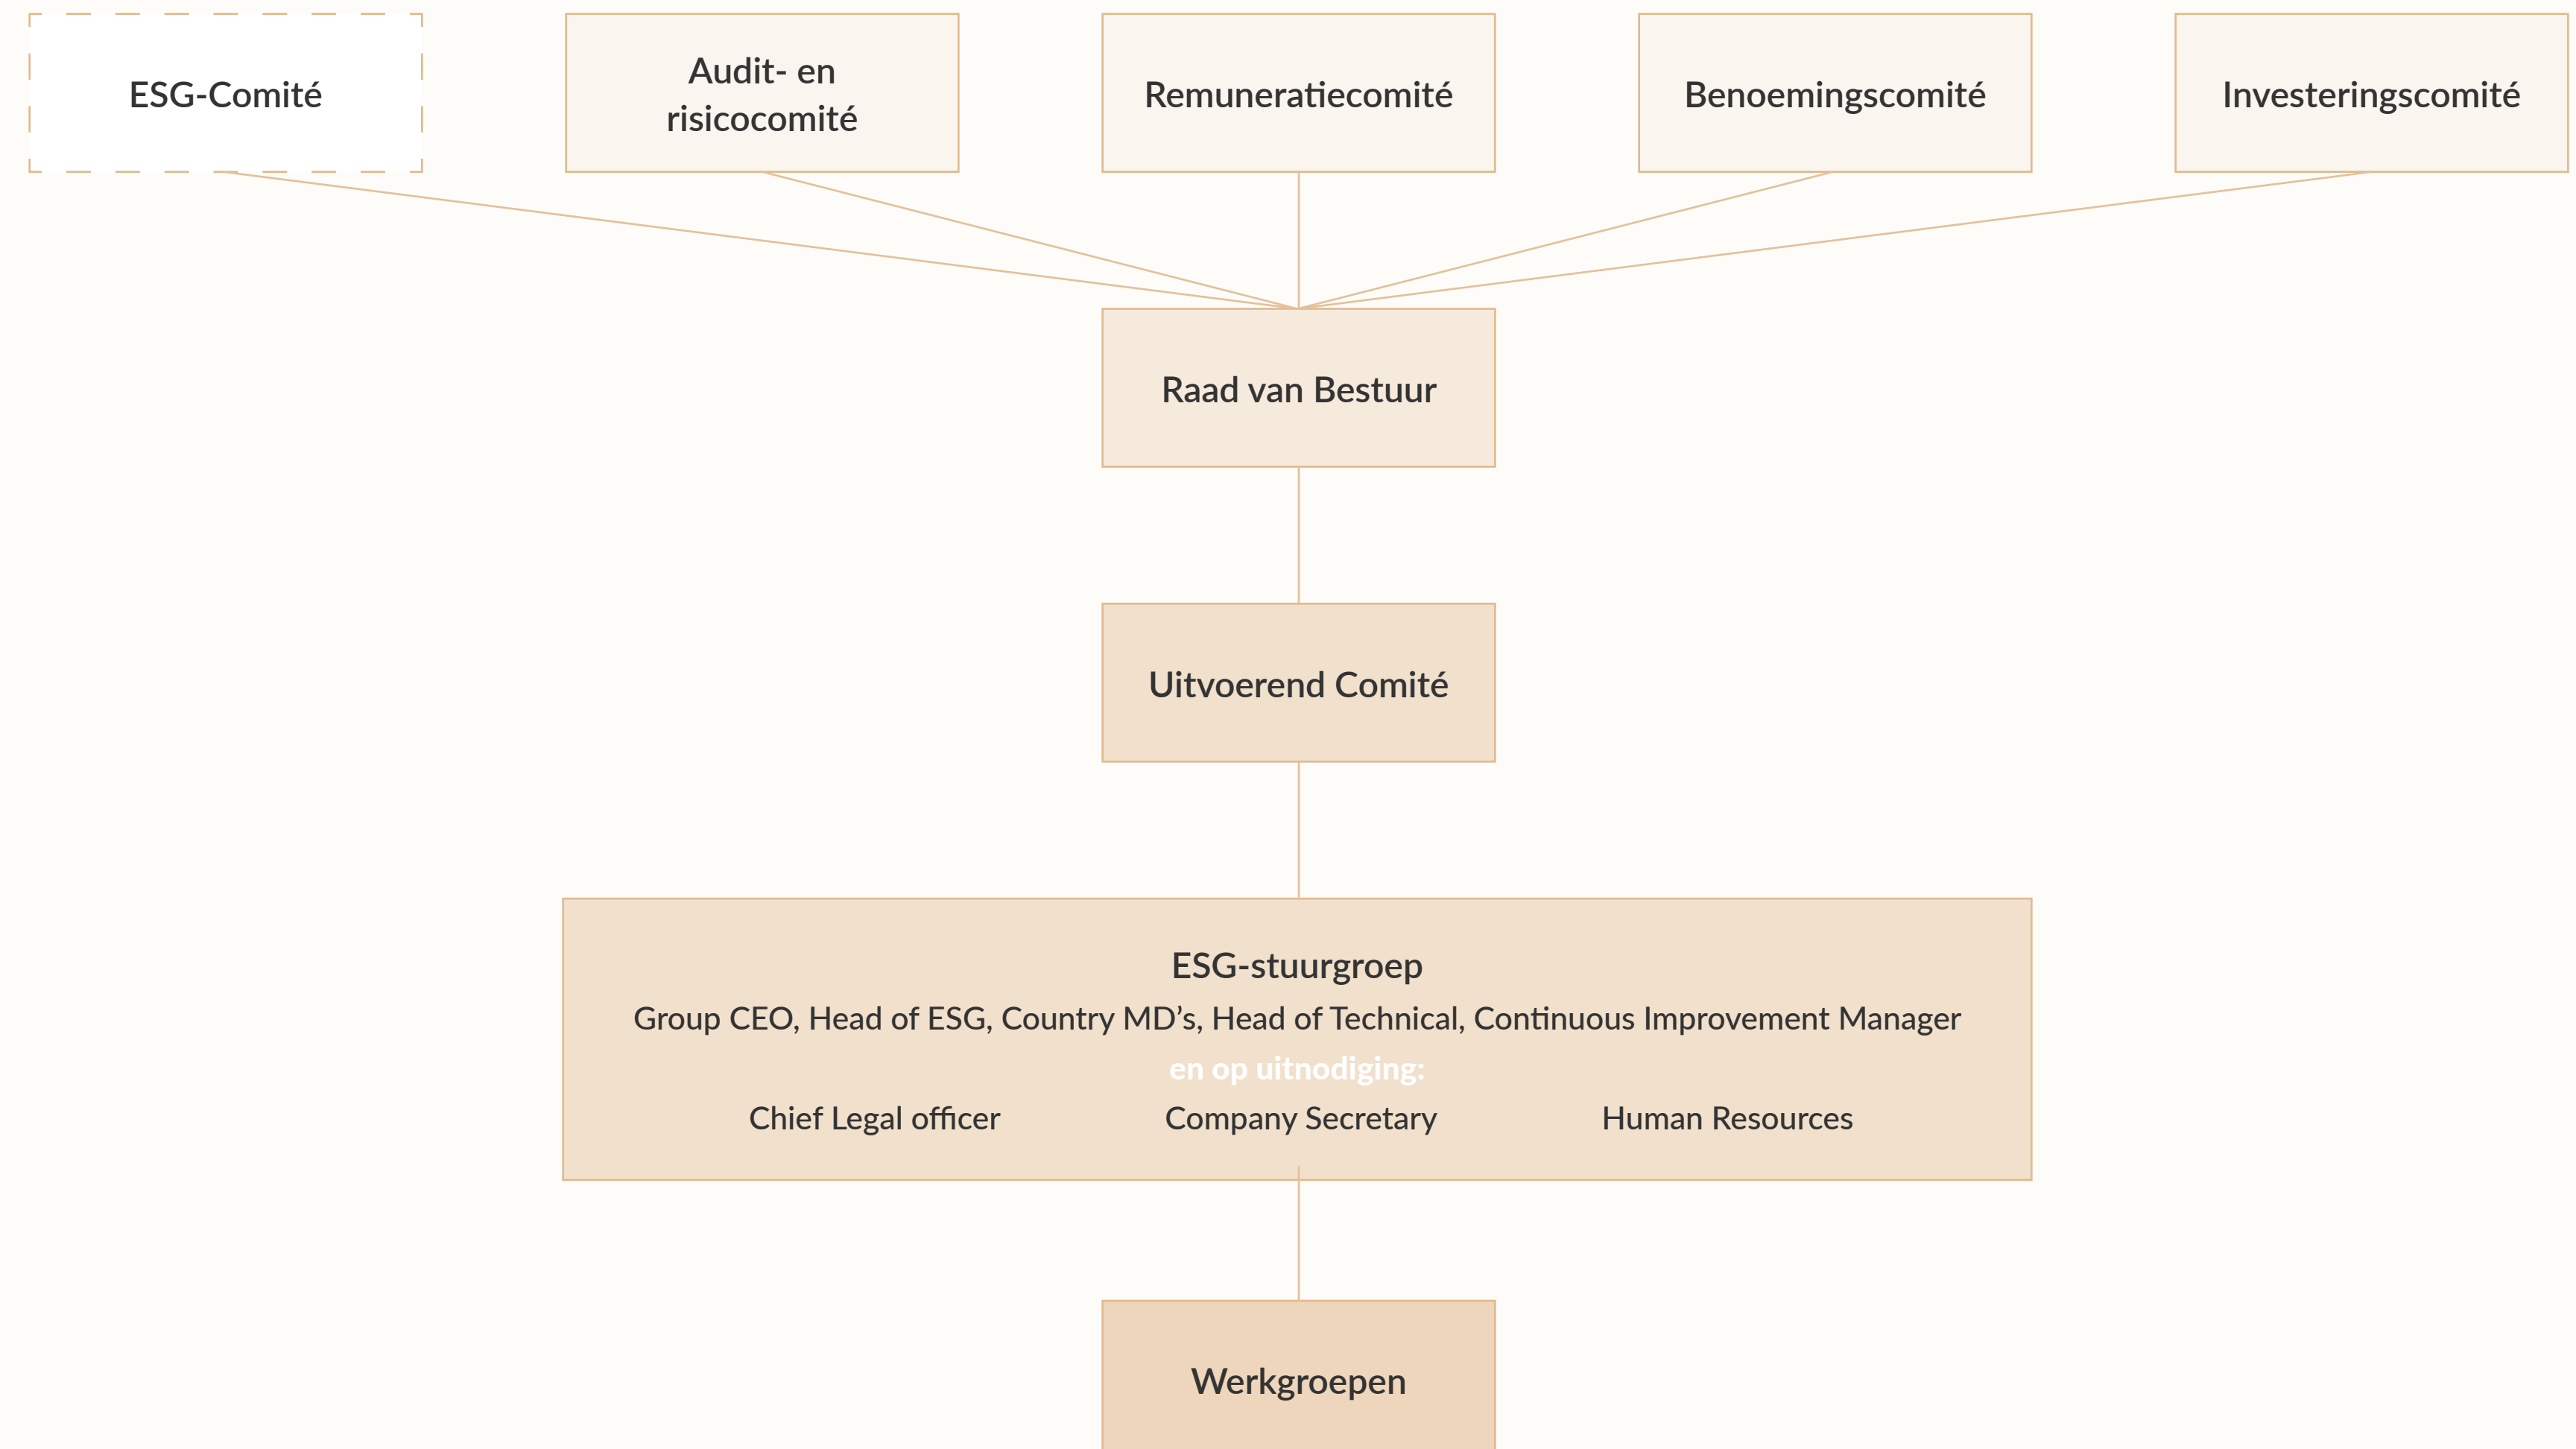 ESG-Comité
Audit- en
risicocomité
Remuneratiecomité
Benoemingscomité
Investeringscomité
Raad van Bestuur
Uitvoerend Comité
ESG-stuurgroep
Group CEO, Head of ESG, Country MD’s, Head of Technical, Continuous Improvement Manager
en op uitnodiging:
Chief Legal officer
Company Secretary
Human Resources
Werkgroepen